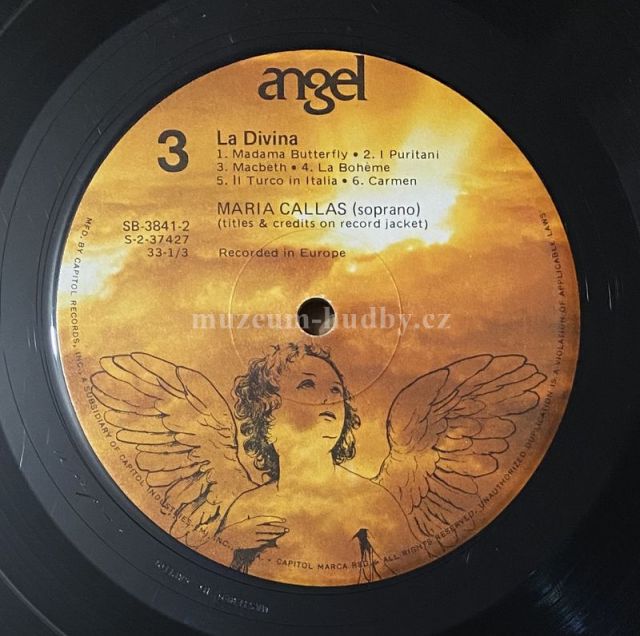 angel
3
La Divina
1. Madama Butterfly • 2. I Puritani
3. Macbeth • 4. La Bohème
5. Il Turco in Italia • 6. Carmen
SB-3841-2
S-2-37427
33-1/3
MARIA CALLAS (soprano)
(titles & credits on record jacket)
Recorded in Europe
muzeum-hudby.cz
MFD. BY CAPITOL RECORDS, INC., A SUBSIDIARY OF CAPITOL INDUSTRIES-EMI, INC. • CAPITOL MARCA REG. • ALL RIGHTS RESERVED. UNAUTHORIZED DUPLICATION IS A VIOLATION OF APPLICABLE LAWS